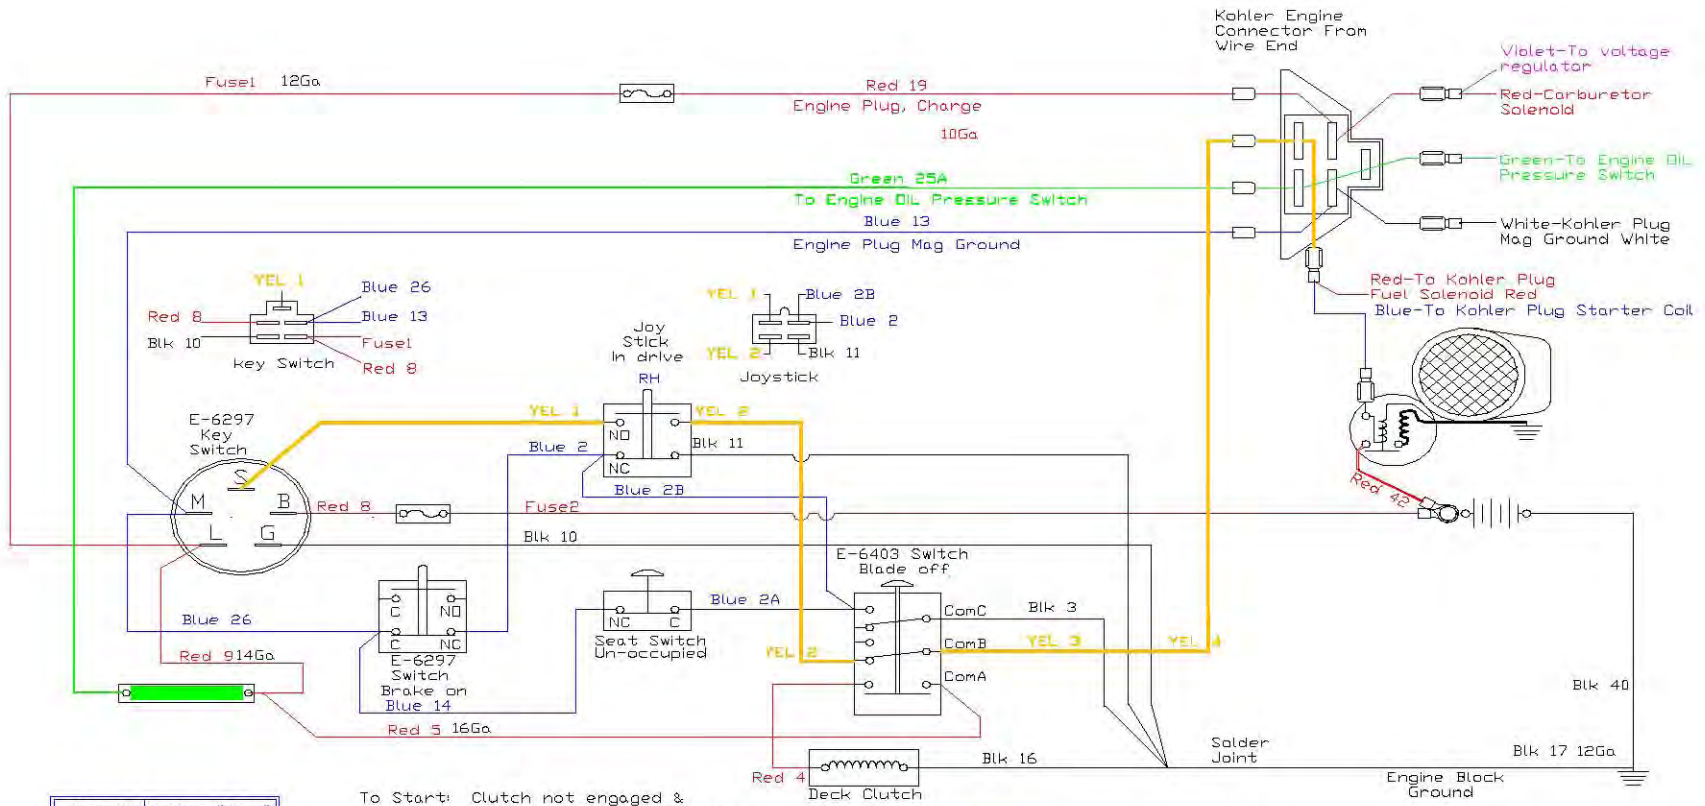 Kohler Engine
Connector From
Wire End
Violet-To voltage
regulator
Fuse1 12Ga
Red 19
Engine Plug, Charge
10Ga
Red-Carburetor
Solenoid
Green 25A
To Engine OIL Pressure Switch
Green-To Engine OIL
Pressure Switch
Blue 13
Engine Plug Mag Ground
White-Kohler Plug
Mag Ground White
YEL 1
Blue 26
Red 8
Blue 13
Blk 10
Fuse1
key Switch
Red 8
YEL 1
Blue 2B
Blue 2
YEL 2
Blk 11
Joystick
Red-To Kohler Plug
Fuel Solenoid Red
Blue-To Kohler Plug Starter Coil
Joy
Stick
In drive
RH
E-6297
Key
Switch
YEL 1
YEL 2
NO
Blue 2
Blk 11
NC
Blue 2B
S
M
B
L
G
Red 8
Fuse2
Red 42
Blk 10
E-6403 Switch
Blade off
C
NO
C
NC
Blue 26
E-6297
Switch
Brake on
Blue 14
NC
C
Seat Switch
Un-occupied
Blue 2A
ComC
Blk 3
ComB
YEL 3
YEL 4
YEL 2
ComA
Red 9
14Ga
Red 5 16Ga
Red 4
Deck Clutch
Blk 16
Solder
Joint
Blk 40
Blk 17 12Ga
Engine Block
Ground
To Start: Clutch not engaged &